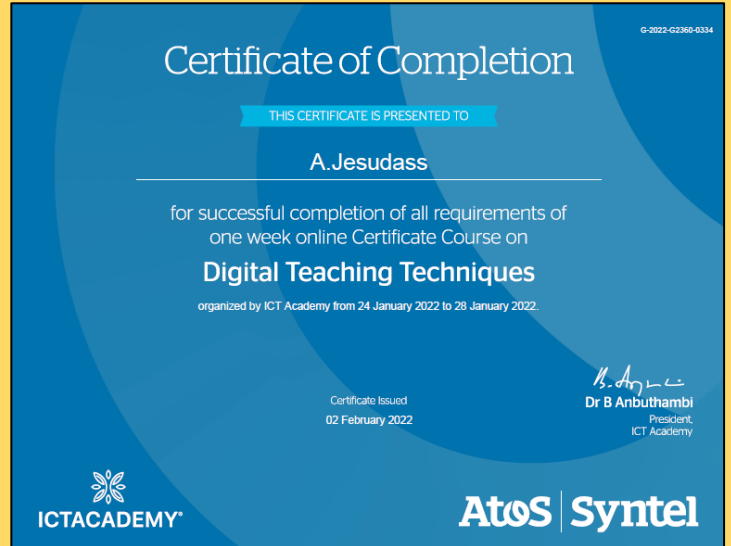 G-2022-G2360-0334
Certificate of Completion
THIS CERTIFICATE IS PRESENTED TO
A.Jesudass
for successful completion of all requirements of
one week online Certificate Course on
Digital Teaching Techniques
organized by ICT Academy from 24 January 2022 to 28 January 2022.
Certificate Issued
02 February 2022
Dr B Anbuthambi
President,
ICT Academy
ICTACADEMY®
Atos | Syntel